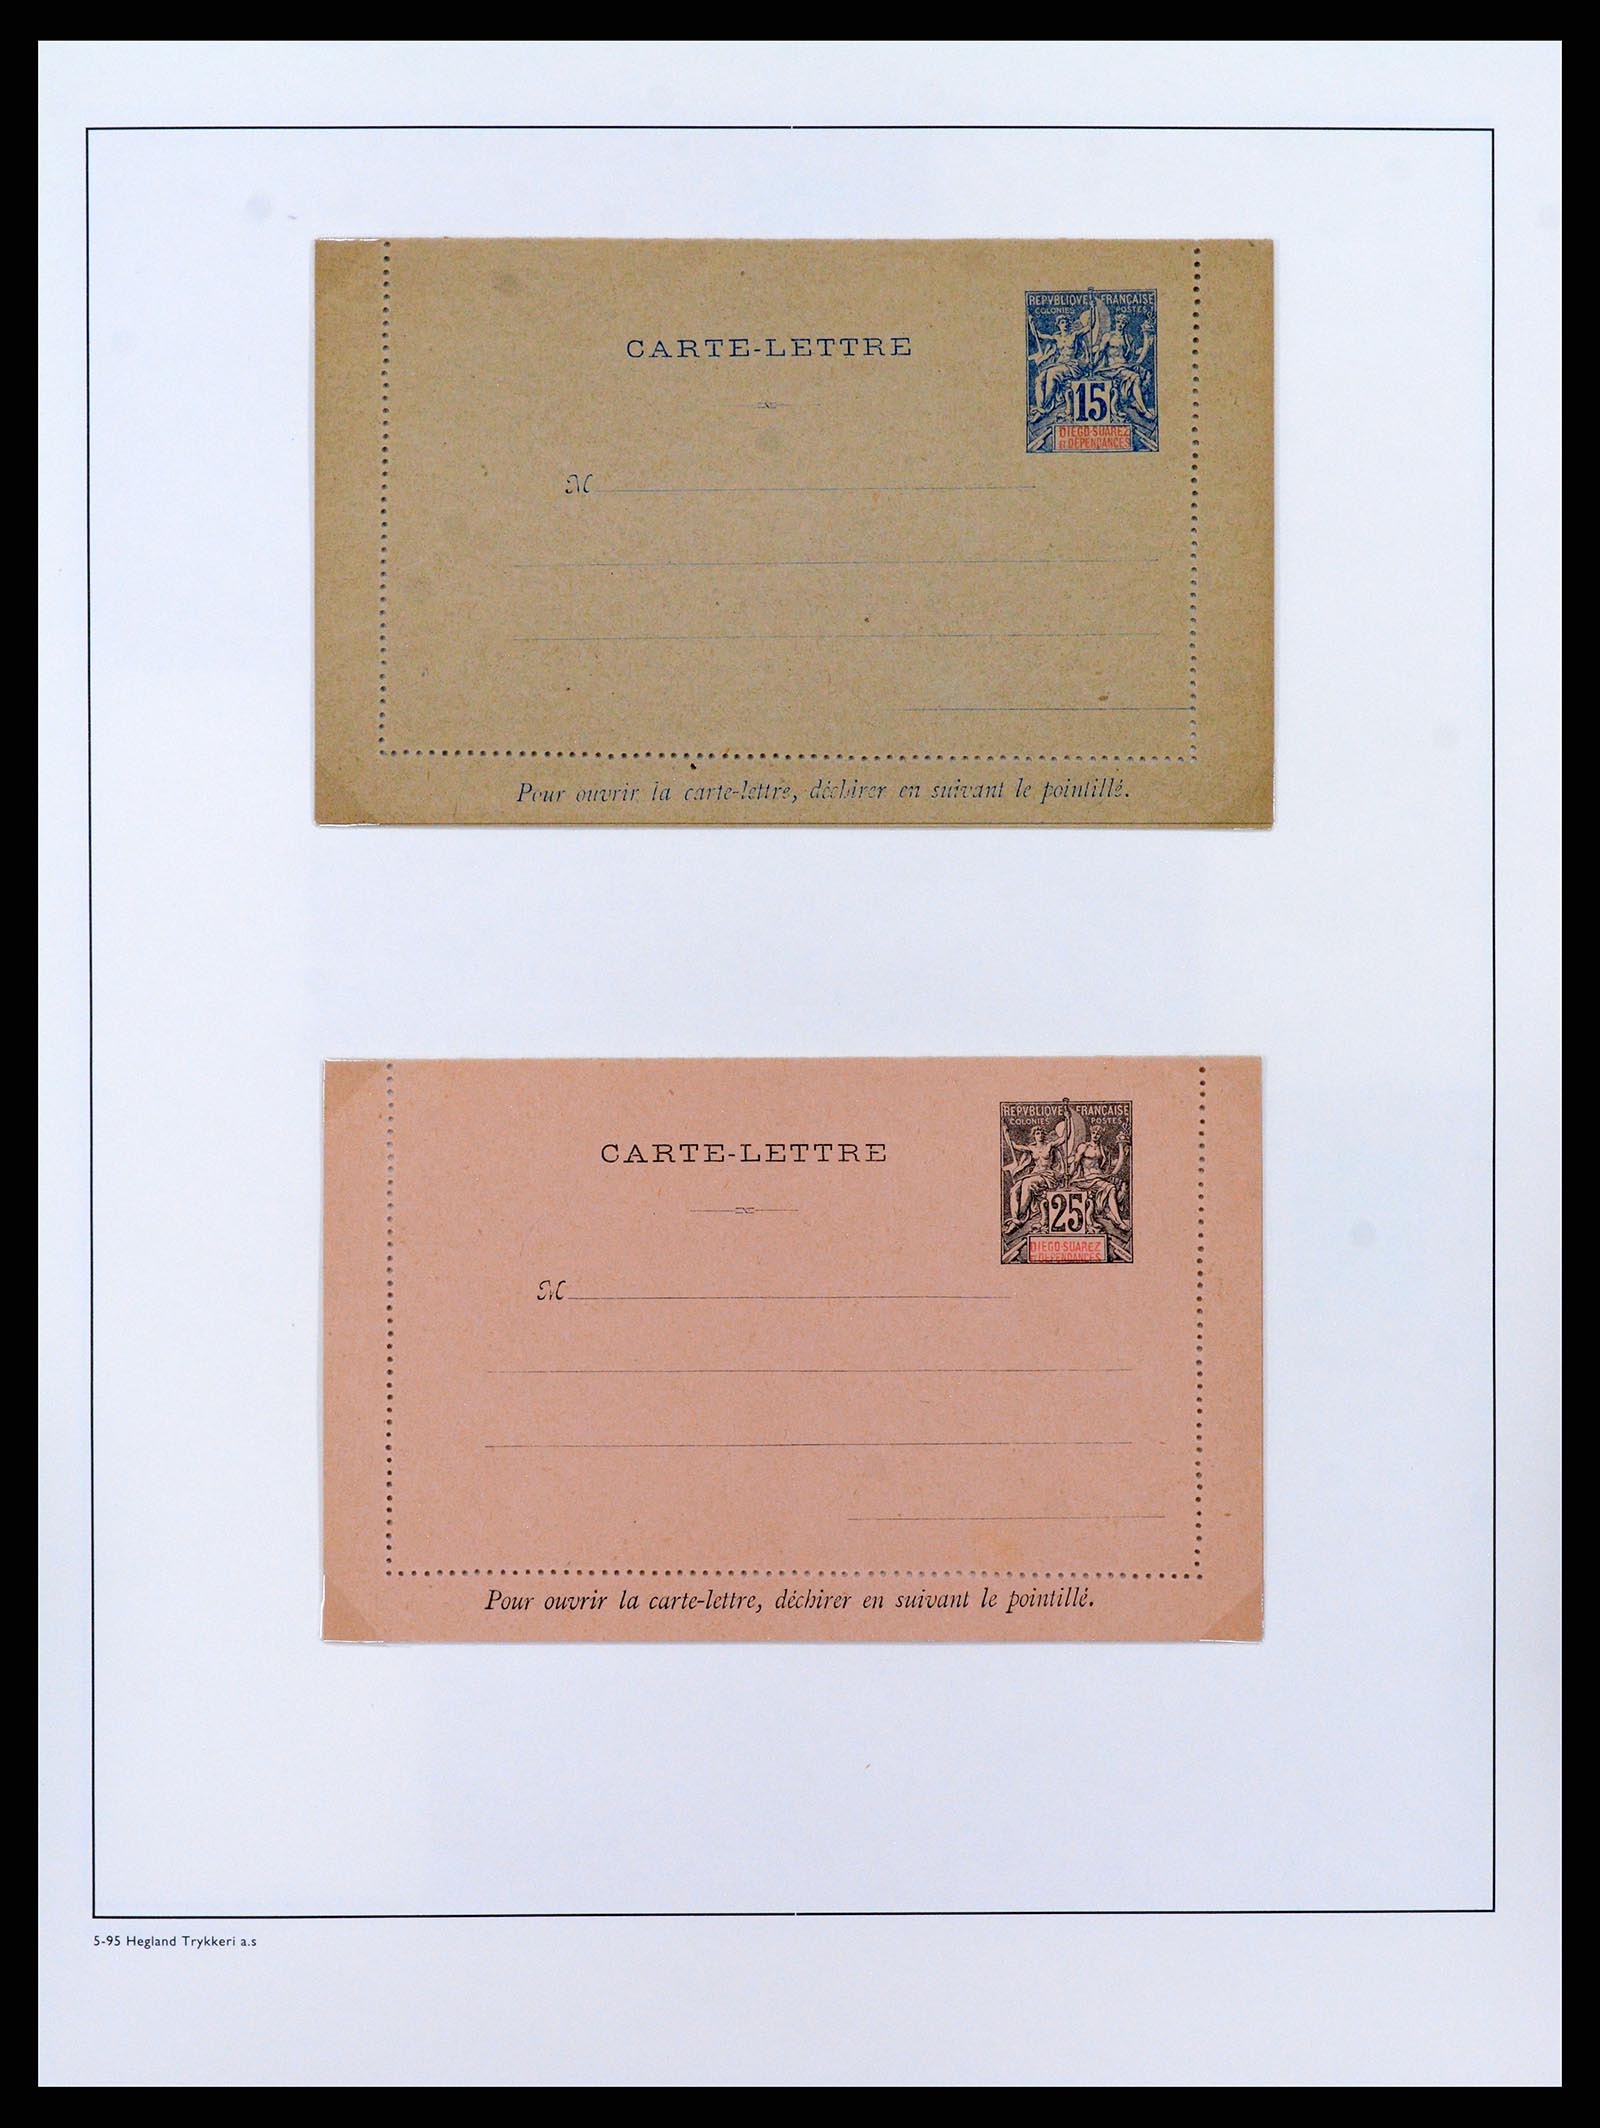 REPVBLIQVE FRANÇAISE
COLONIES POSTES
CARTE-LETTRE
15
DIEGO-SUAREZ
ET DÉPENDANCES
M
Pour ouvrir la carte-lettre, déchirer en suivant le pointillé.
REPVBLIQVE FRANÇAISE
COLONIES POSTES
CARTE-LETTRE
25
DIEGO-SUAREZ
ET DÉPENDANCES
M
Pour ouvrir la carte-lettre, déchirer en suivant le pointillé.
5-95 Hegland Trykkeri a.s